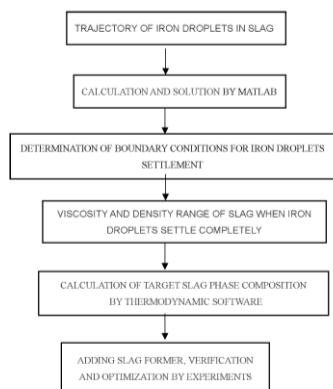 TRAJECTORY OF IRON DROPLETS IN SLAG
CALCULATION AND SOLUTION BY MATLAB
DETERMINATION OF BOUNDARY CONDITIONS FOR IRON DROPLETS
SETTLEMENT
VISCOSITY AND DENSITY RANGE OF SLAG WHEN IRON
DROPLETS SETTLE COMPLETELY
CALCULATION OF TARGET SLAG PHASE COMPOSITION
BY THERMODYNAMIC SOFTWARE
ADDING SLAG FORMER, VERIFICATION
AND OPTIMIZATION BY EXPERIMENTS